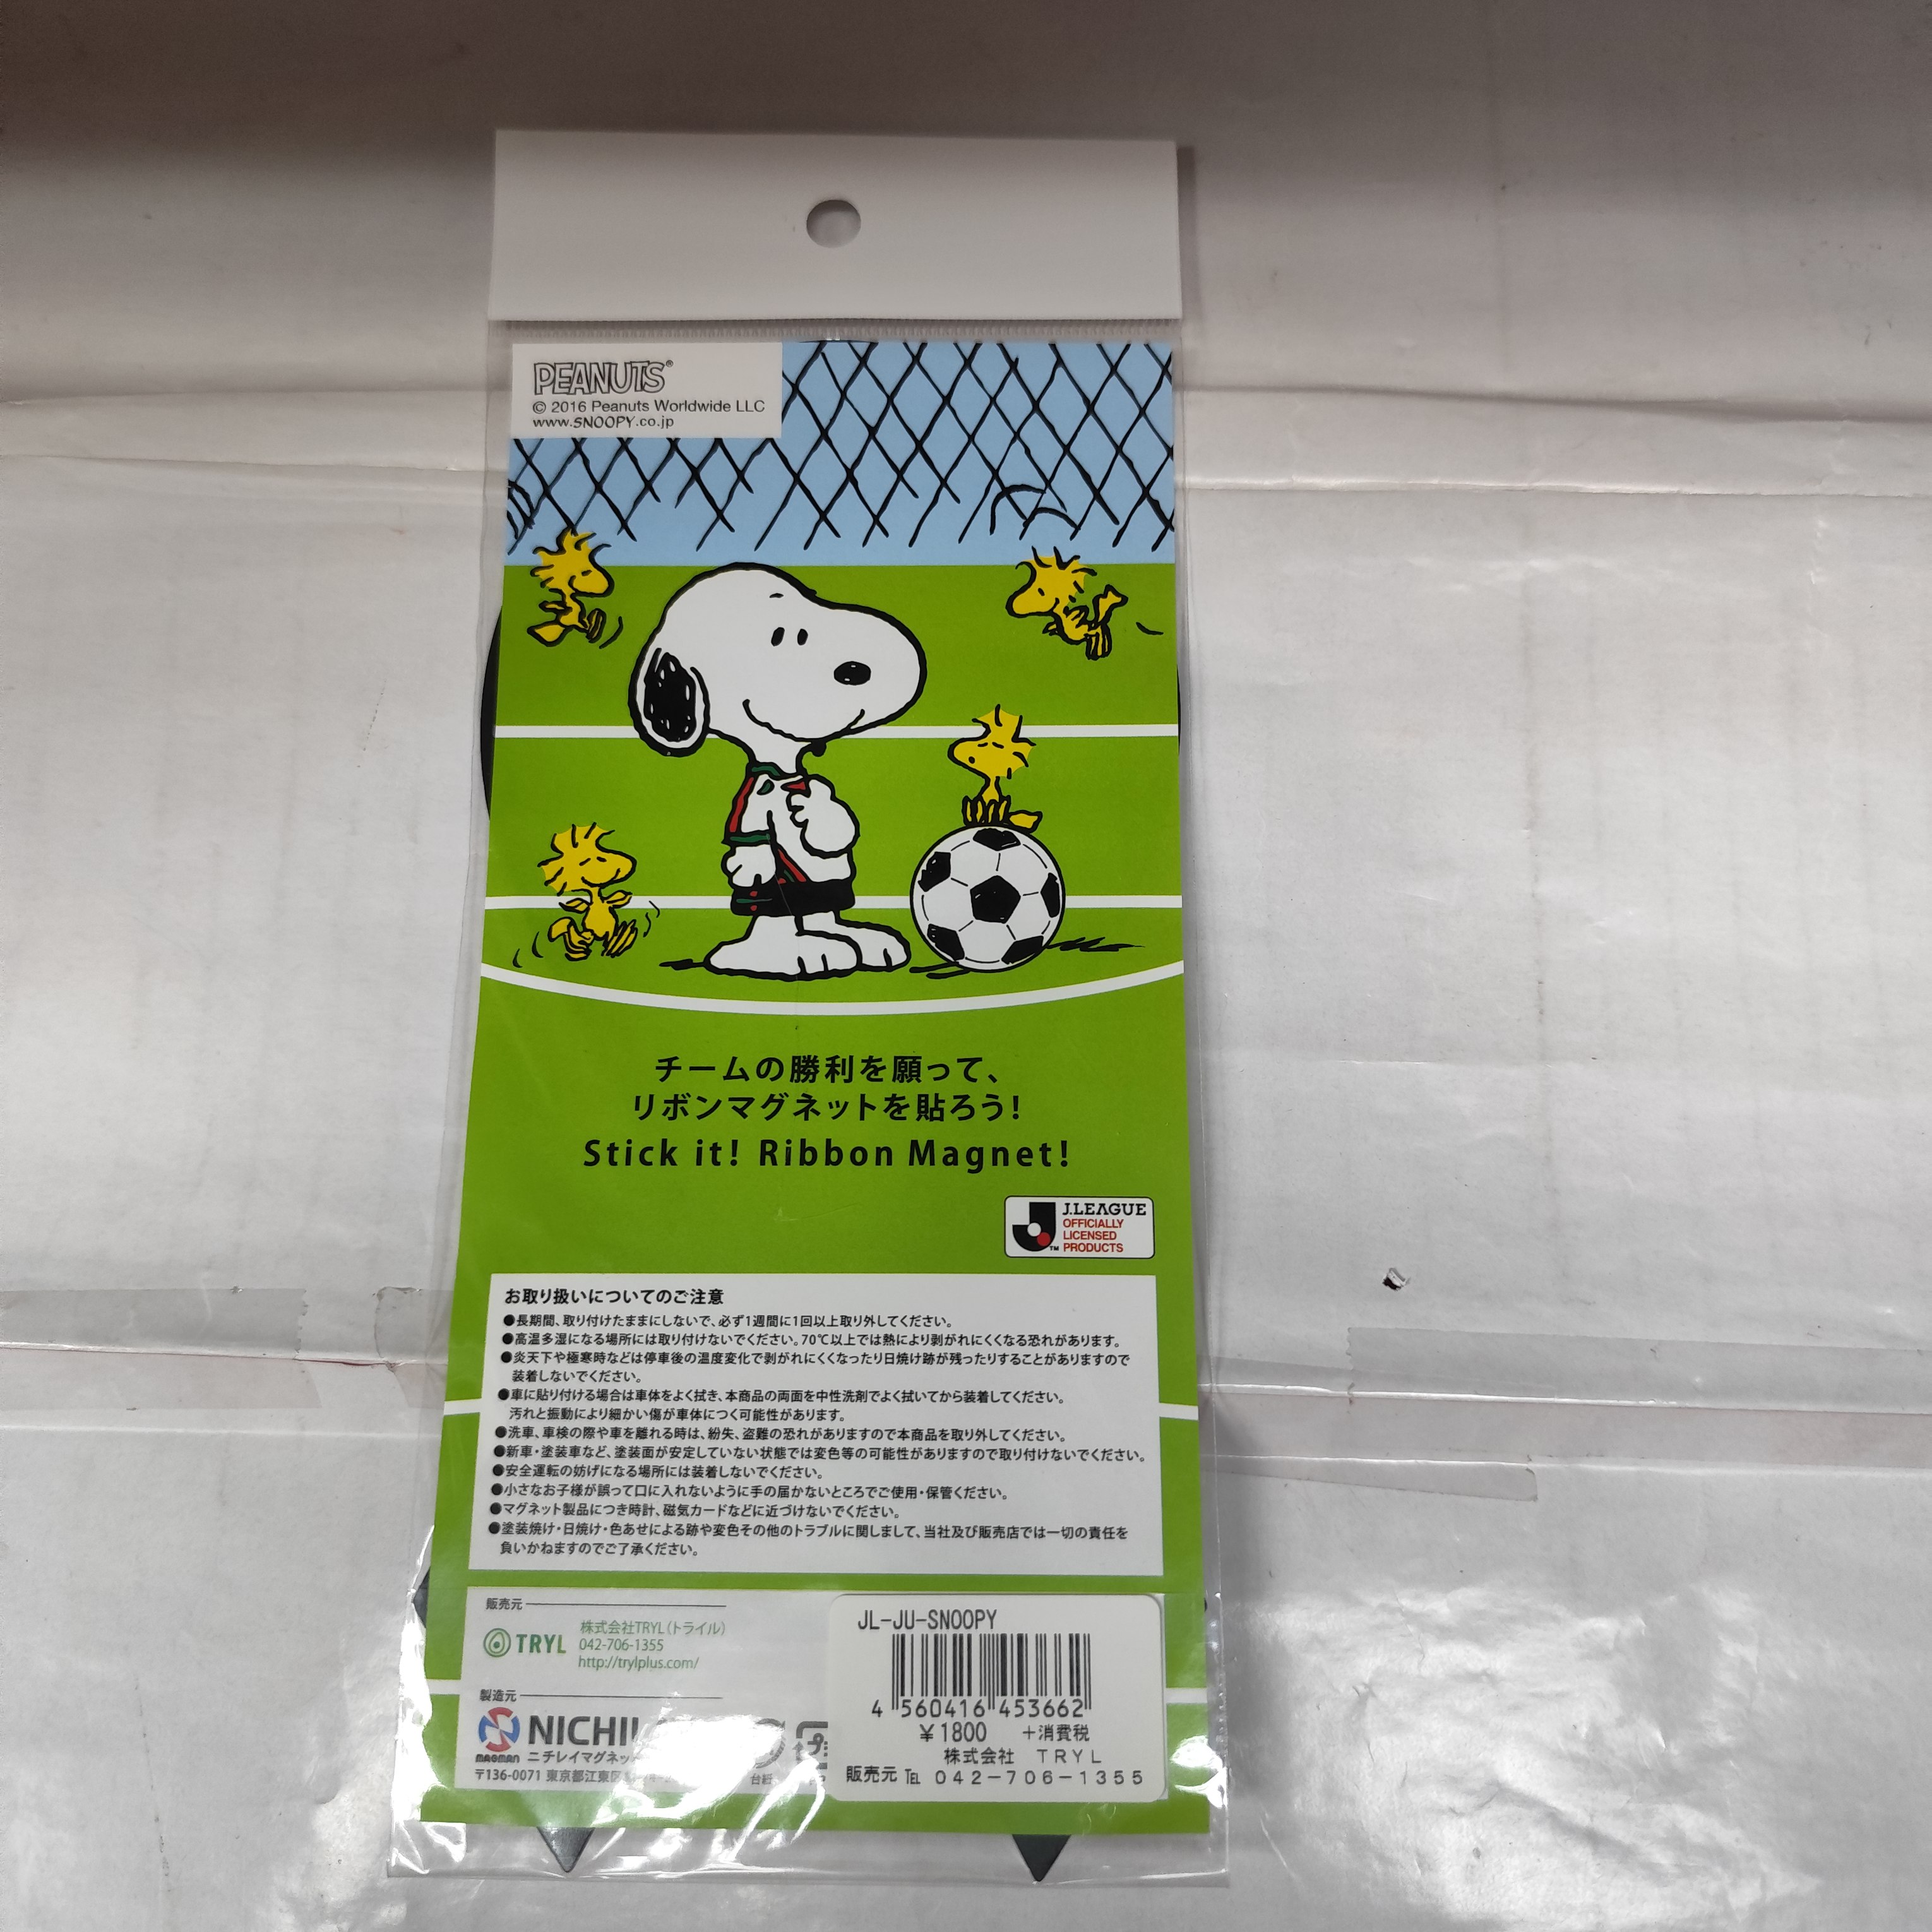 PEANUTS®
© 2016 Peanuts Worldwide LLC
www.SNOOPY.co.jp
チームの勝利を願って、
リボンマグネットを貼ろう!
Stick it! Ribbon Magnet!
J.LEAGUE
OFFICIALLY
LICENSED
™ PRODUCTS
お取り扱いについてのご注意
●長期間、取り付けたままにしないで、必ず1週間に1回以上取り外してください。
●高温多湿になる場所には取り付けないでください。70℃以上では熱により剥がれにくくなる恐れがあります。
●炎天下や極寒時などは停車後の温度変化で剥がれにくくなったり日焼け跡が残ったりすることがありますので
装着しないでください。
●車に貼り付ける場合は車体をよく拭き、本商品の両面を中性洗剤でよく拭いてから装着してください。
汚れと振動により細かい傷が車体につく可能性があります。
●洗車、車検の際や車を離れる時は、紛失、盗難の恐れがありますので本商品を取り外してください。
●新車・塗装車など、塗装面が安定していない状態では変色等の可能性がありますので取り付けないでください。
●安全運転の妨げになる場所には装着しないでください。
●小さなお子様が誤って口に入れないように手の届かないところでご使用・保管ください。
●マグネット製品につき時計、磁気カードなどに近づけないでください。
●塗装焼け・日焼け・色あせによる跡や変色その他のトラブルに関しまして、当社及び販売店では一切の責任を
負いかねますのでご了承ください。
販売元
TRYL
株式会社TRYL(トライル)
042-706-1355
http://trylplus.com/
製造元
MAGMAN
NICHI
ニチレイマグネッ
〒136-0071 東京都江東区
台紙
プ
JL-JU-SNOOPY
4 560416 453662
￥1800 +消費税
株式会社 TRYL
販売元 ℡ 042-706-1355